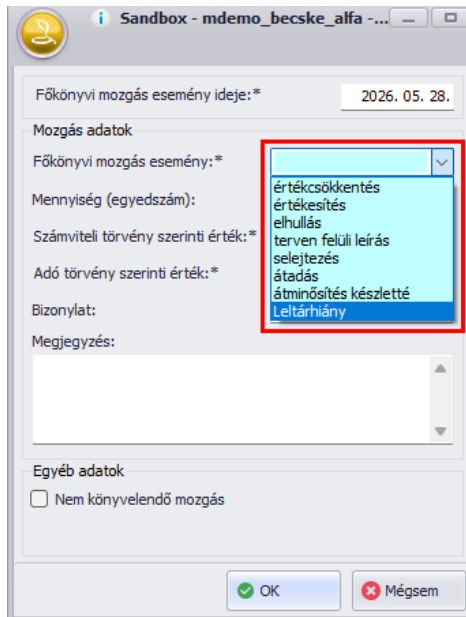 Sandbox - mdemo_becske_alfa -...
Főkönyvi mozgás esemény ideje:* 2026. 05. 28.
Mozgás adatok
Főkönyvi mozgás esemény:*
értékcsökkentés
Mennyiség (egyedszám):
értékesítés
elhullás
Számviteli törvény szerinti érték:*
terven felüli leírás
selejtezés
Adó törvény szerinti érték:*
átadás
átminősítés készletté
Bizonylat:
Leltárhiány
Megjegyzés:
Egyéb adatok
Nem könyvelendő mozgás
OK Mégsem